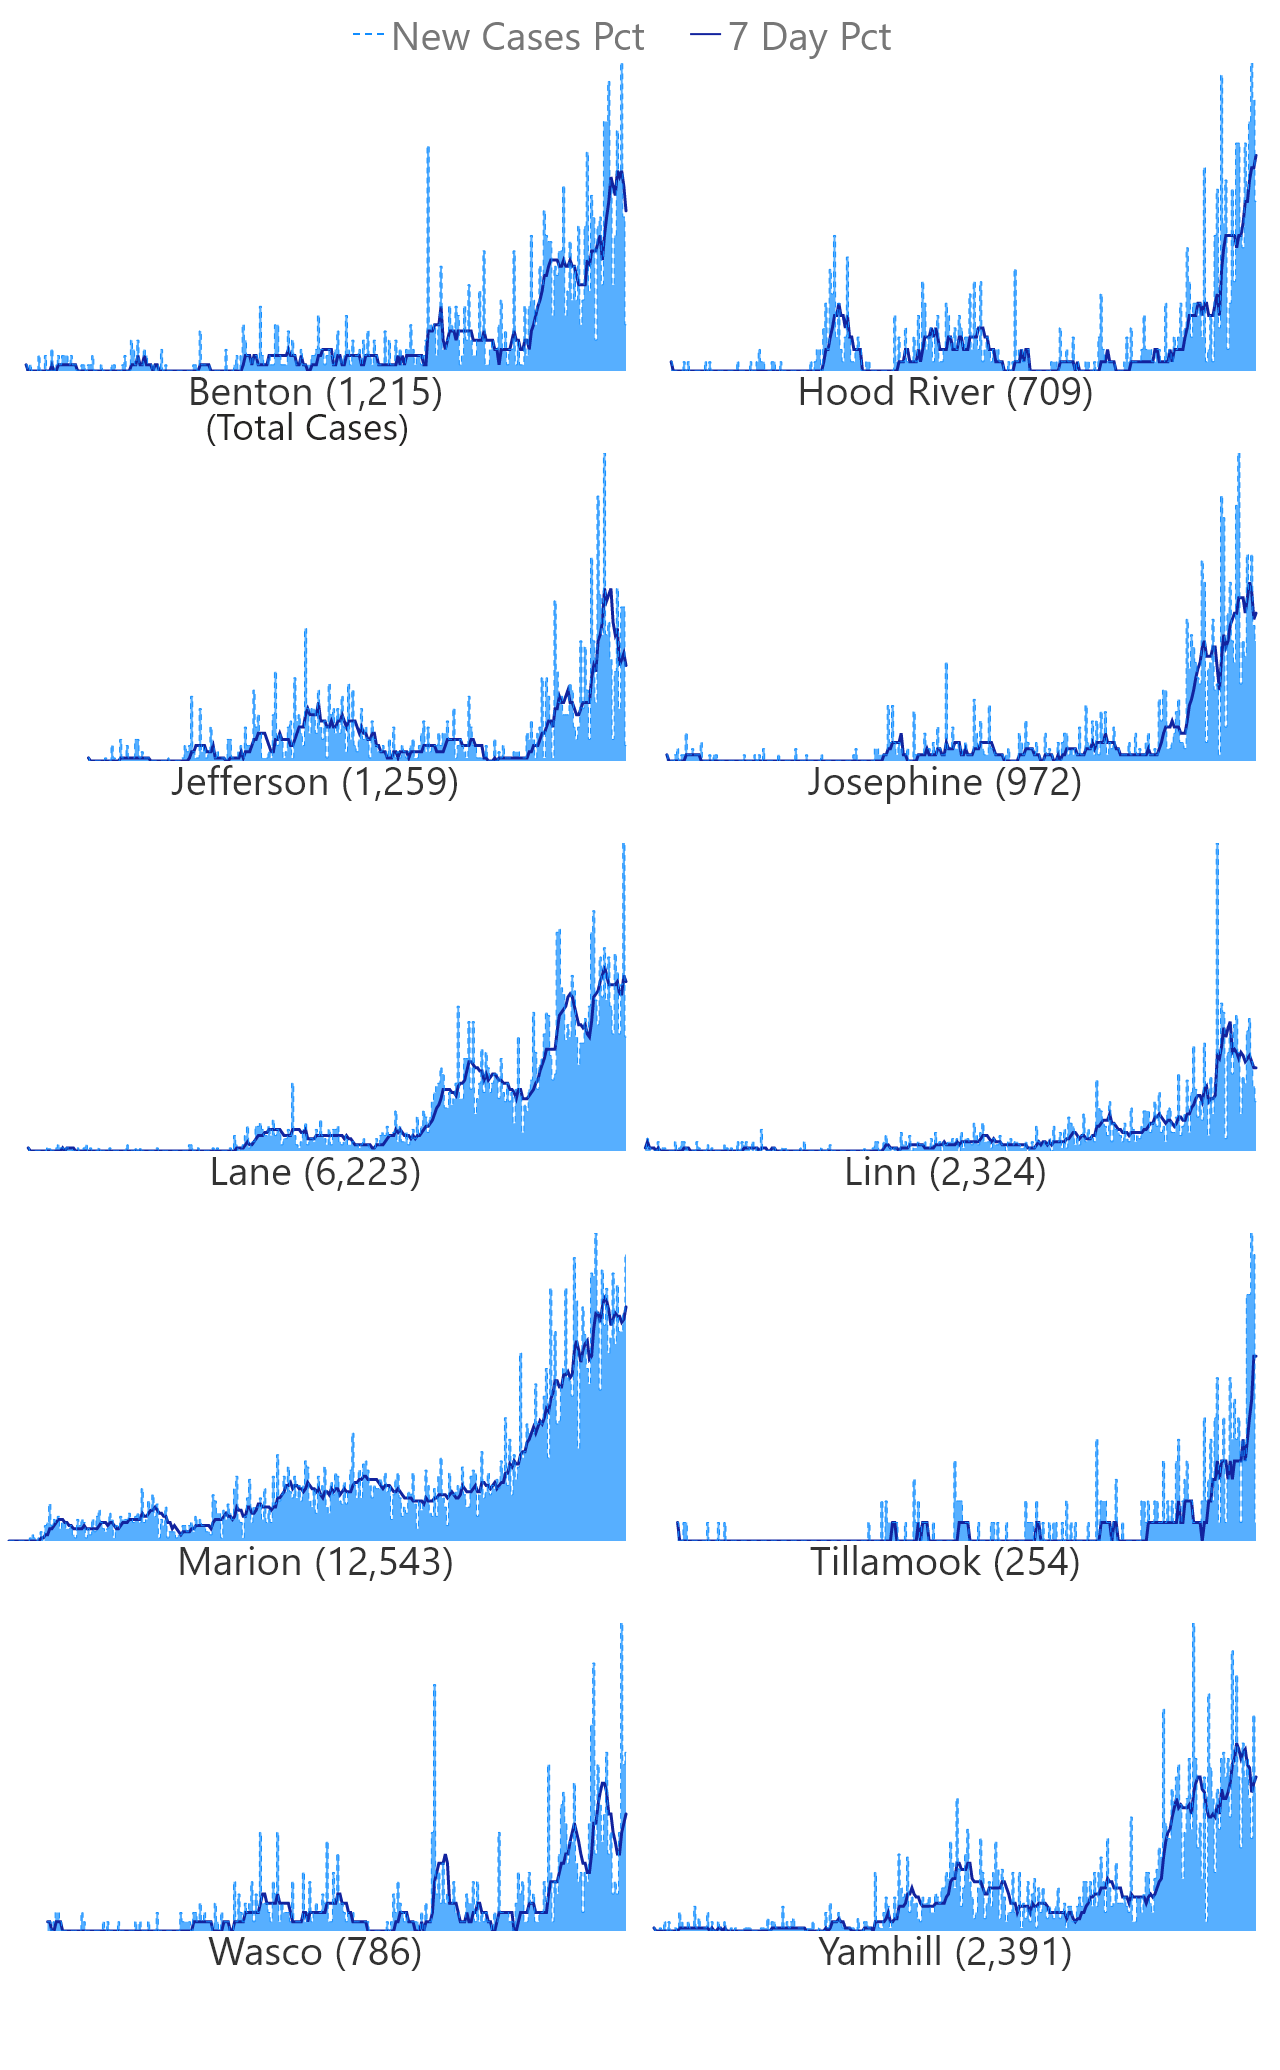 New Cases Pct 7 Day Pct
Benton (1,215) Hood River (709)
(Total Cases)
Jefferson (1,259) Josephine (972)
Lane (6,223) Linn (2,324)
Marion (12,543) Tillamook (254)
Wasco (786) Yamhill (2,391)